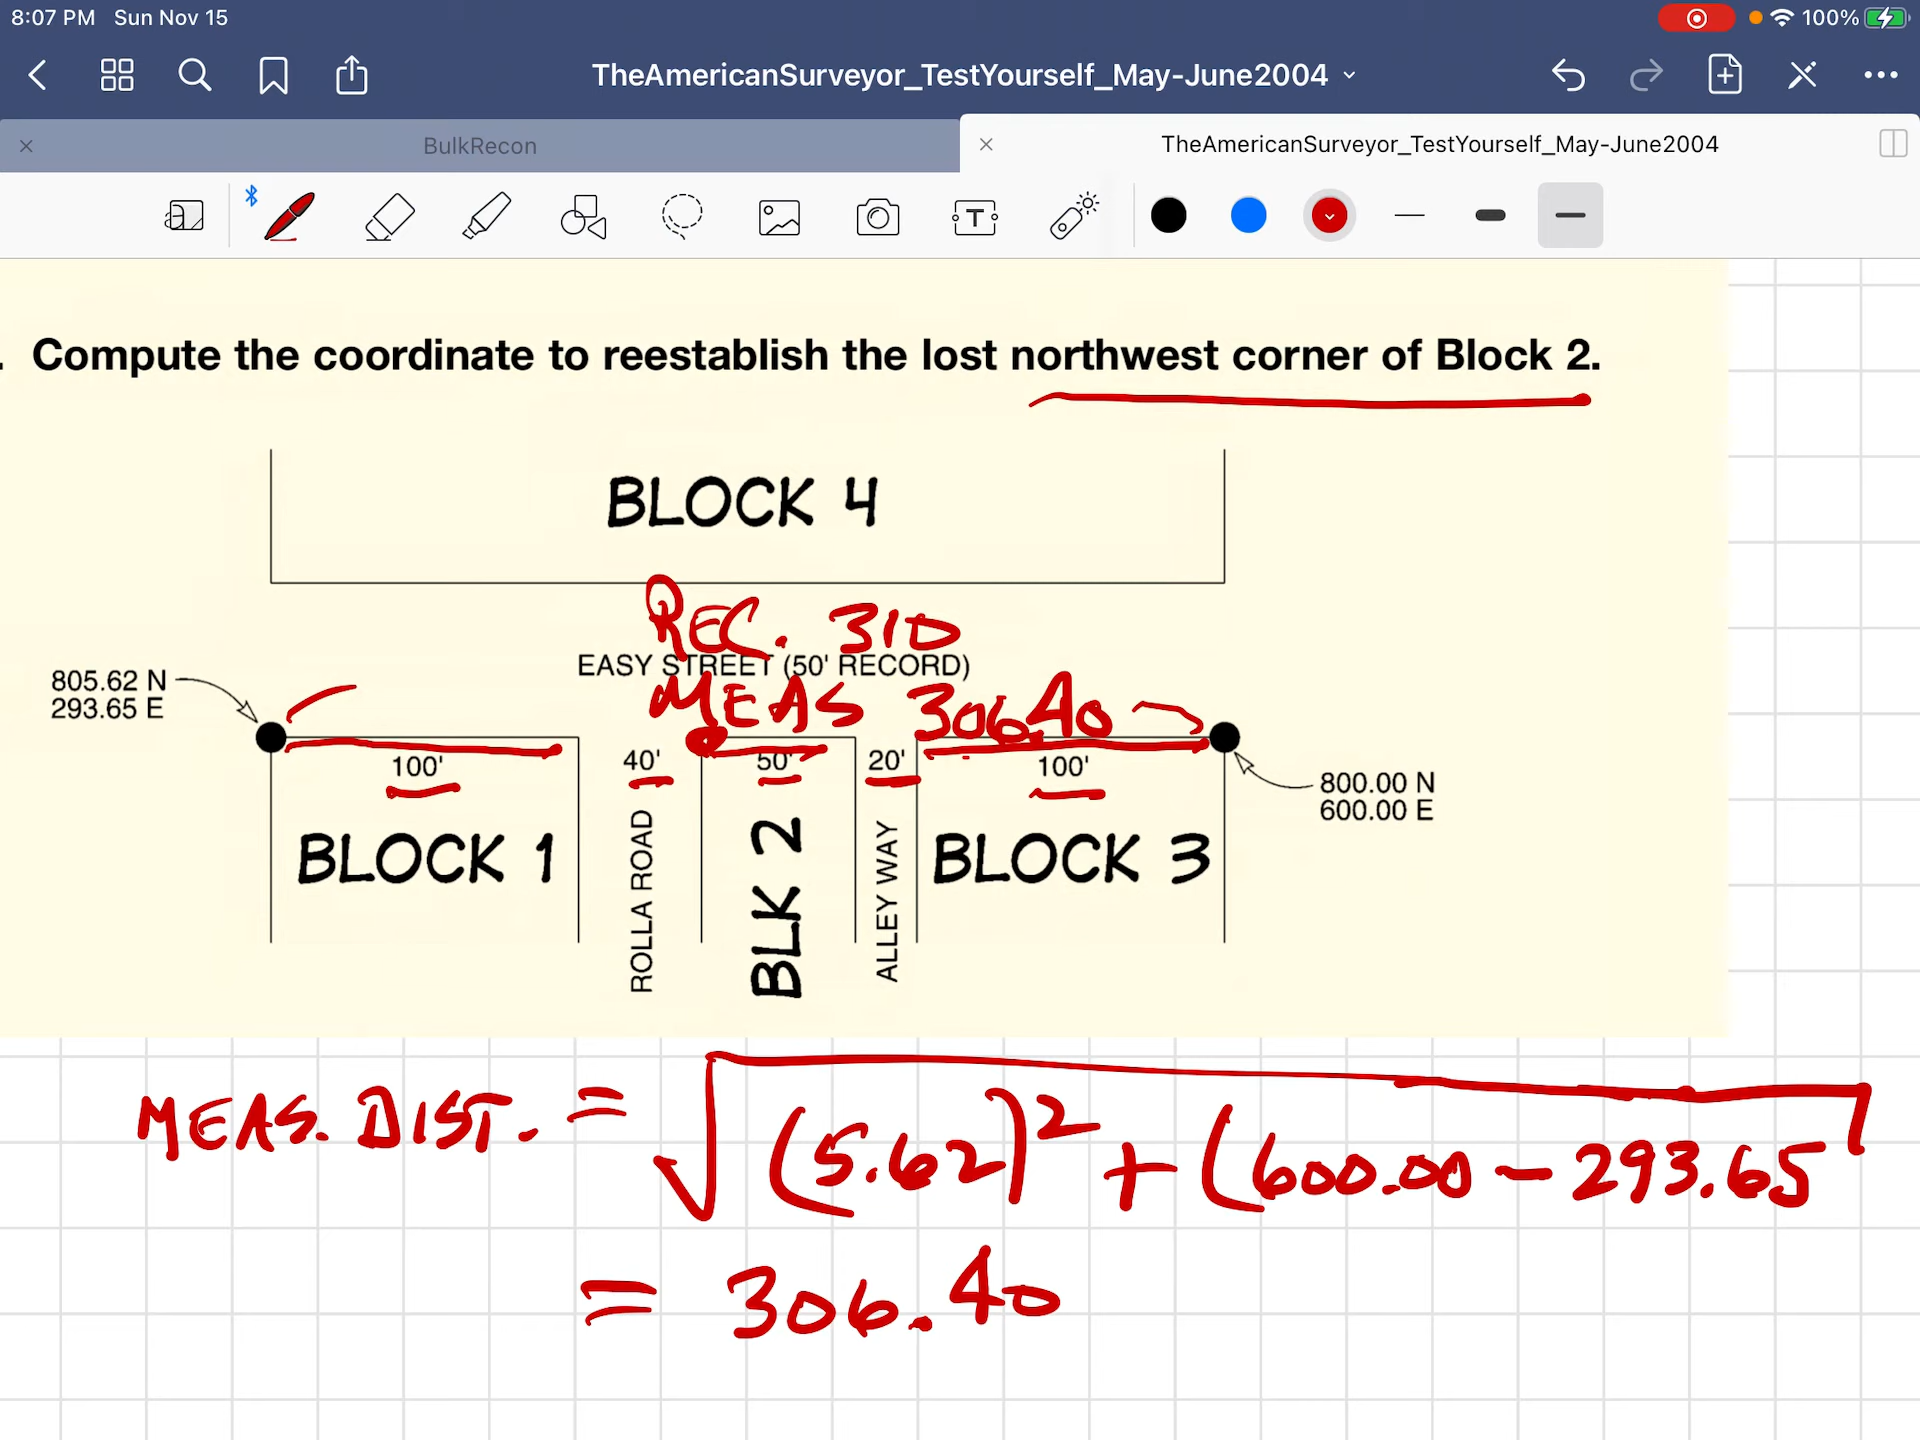 8:07 PM Sun Nov 15
100%
TheAmericanSurveyor_TestYourself_May-June2004
BulkRecon
TheAmericanSurveyor_TestYourself_May-June2004
. Compute the coordinate to reestablish the lost northwest corner of Block 2.
BLOCK 4
REC. 310
EASY STREET (50' RECORD)
MEAS 306.40
805.62 N
293.65 E
100'
40'
50'
20'
100'
800.00 N
600.00 E
BLOCK 1
ROLLA ROAD
BLK 2
ALLEY WAY
BLOCK 3
MEAS. DIST. = √(5.62)² + (600.00 - 293.65
= 306.40